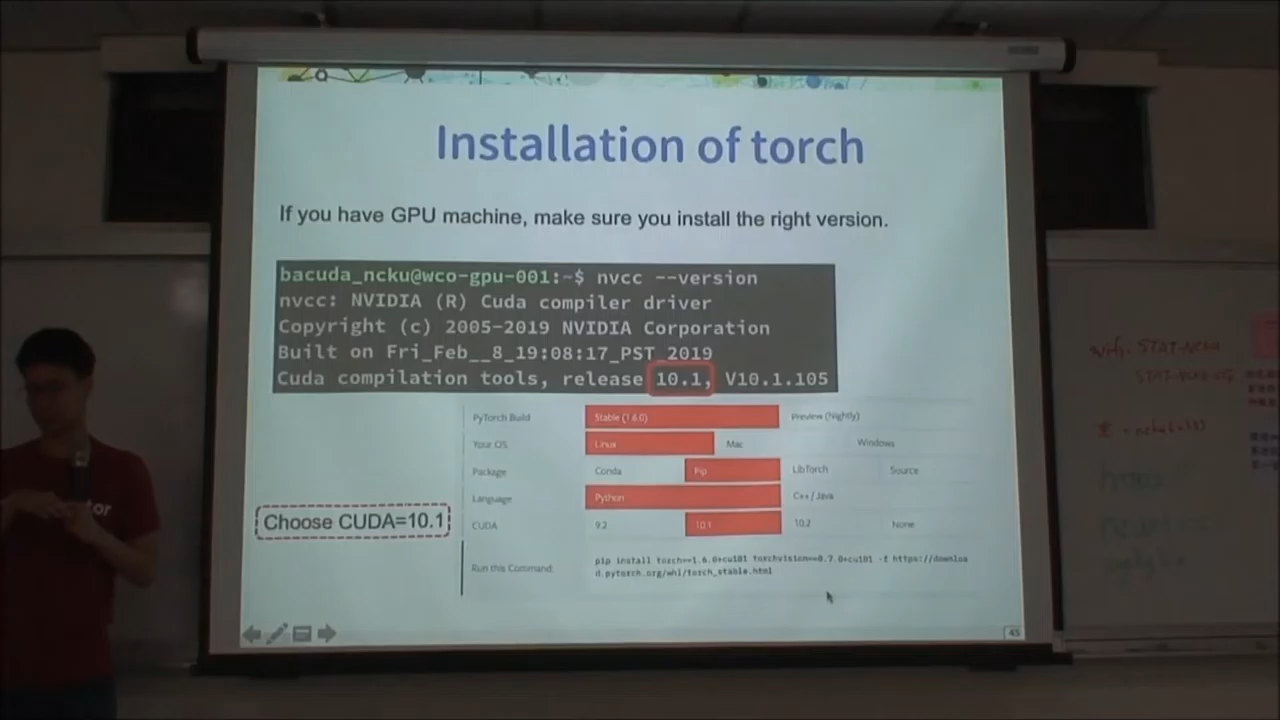 Installation of torch
If you have GPU machine, make sure you install the right version.
bacuda_ncku@wco-gpu-001:~$ nvcc --version
nvcc: NVIDIA (R) Cuda compiler driver
Copyright (c) 2005-2019 NVIDIA Corporation
Built on Fri_Feb__8_19:08:17_PST_2019
Cuda compilation tools, release 10.1, V10.1.105
PyTorch Build Stable (1.6.0) Preview (Nightly)
Your OS Linux Mac Windows
Package Conda Pip LibTorch Source
Language Python C++ / Java
Choose CUDA=10.1
CUDA 9.2 10.1 10.2 None
Run this Command:
pip install torch==1.6.0+cu101 torchvision==0.7.0+cu101 -f https://downloa
d.pytorch.org/whl/torch_stable.html
45
tor